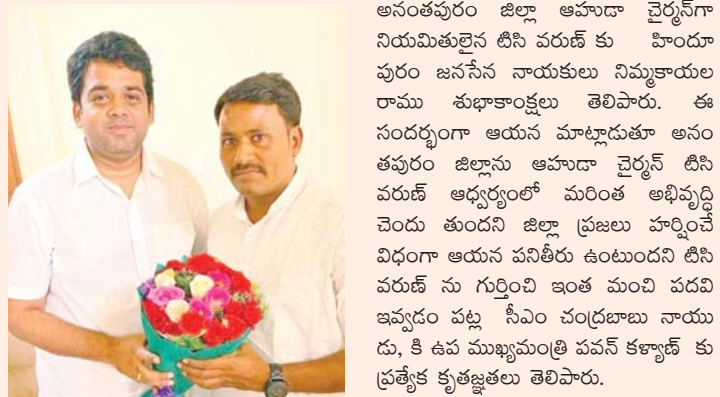 అనంతపురం జిల్లా ఆహుడా చైర్మన్‌గా
నియమితులైన టిసి వరుణ్ కు హిందూ
పురం జనసేన నాయకులు నిమ్మకాయల
రాము శుభాకాంక్షలు తెలిపారు. ఈ
సందర్భంగా ఆయన మాట్లాడుతూ అనం
తపురం జిల్లాను ఆహుడా చైర్మన్ టిసి
వరుణ్ ఆధ్వర్యంలో మరింత అభివృద్ధి
చెందు తుందని జిల్లా ప్రజలు హర్షించే
విధంగా ఆయన పనితీరు ఉంటుందని టిసి
వరుణ్ ను గుర్తించి ఇంత మంచి పదవి
ఇవ్వడం పట్ల సీఎం చంద్రబాబు నాయు
డు, కి ఉప ముఖ్యమంత్రి పవన్ కళ్యాణ్ కు
ప్రత్యేక కృతజ్ఞతలు తెలిపారు.